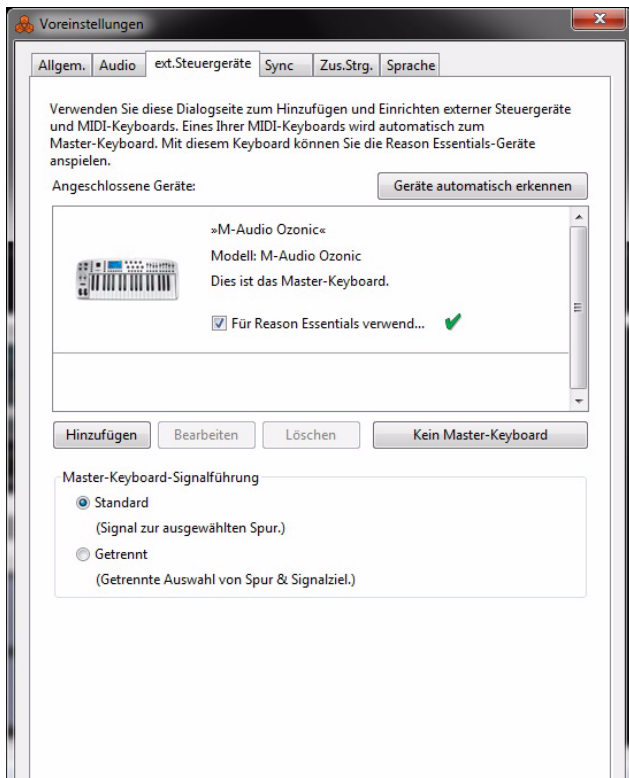 Voreinstellungen
Allgem. Audio ext.Steuergeräte Sync Zus.Strg. Sprache
Verwenden Sie diese Dialogseite zum Hinzufügen und Einrichten externer Steuergeräte
und MIDI-Keyboards. Eines Ihrer MIDI-Keyboards wird automatisch zum
Master-Keyboard. Mit diesem Keyboard können Sie die Reason Essentials-Geräte
anspielen.
Angeschlossene Geräte: Geräte automatisch erkennen
»M-Audio Ozonic«
Modell: M-Audio Ozonic
Dies ist das Master-Keyboard.
Für Reason Essentials verwend...
Hinzufügen Bearbeiten Löschen Kein Master-Keyboard
Master-Keyboard-Signalführung
Standard
(Signal zur ausgewählten Spur.)
Getrennt
(Getrennte Auswahl von Spur & Signalziel.)